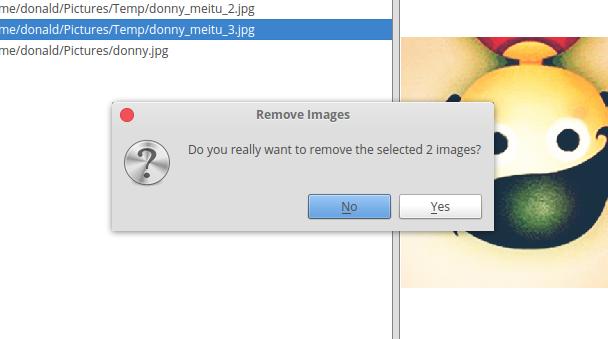 me/donald/Pictures/Temp/donny_meitu_2.jpg
me/donald/Pictures/Temp/donny_meitu_3.jpg
me/donald/Pictures/donny.jpg
Remove Images
?
Do you really want to remove the selected 2 images?
No
Yes